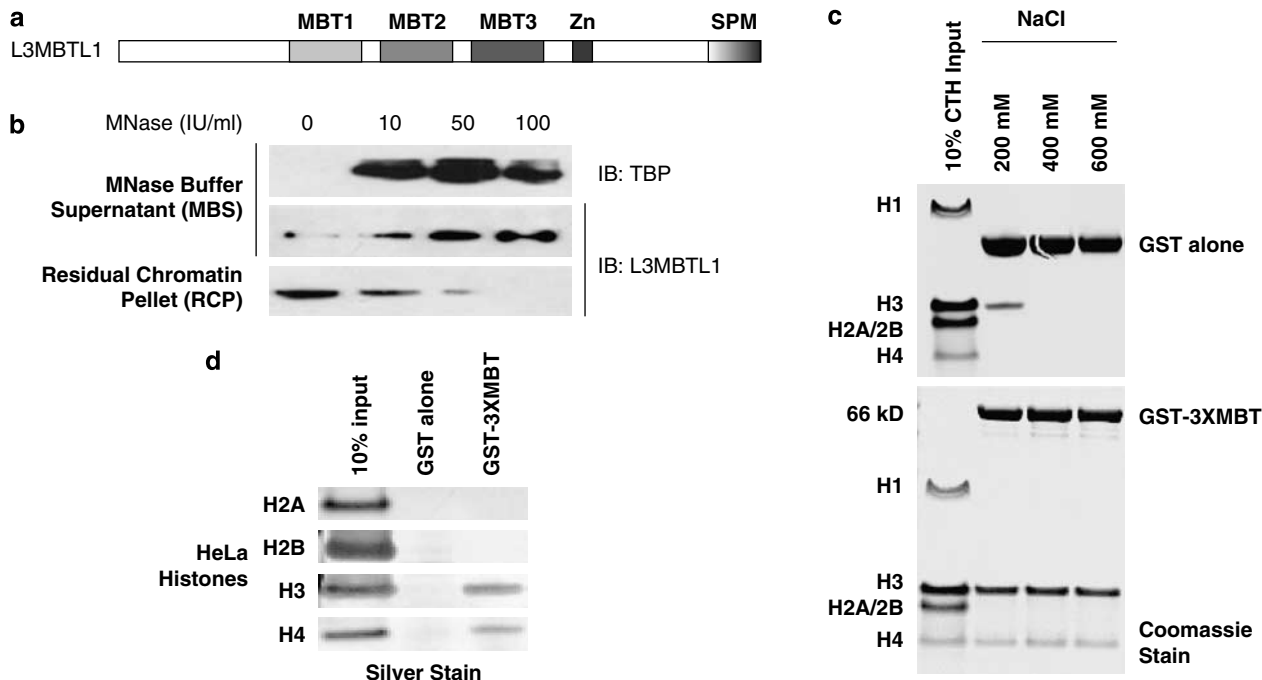 a
MBT1 MBT2 MBT3 Zn SPM
L3MBTL1
b
MNase (IU/ml) 0 10 50 100
MNase Buffer
Supernatant (MBS)
IB: TBP
Residual Chromatin
Pellet (RCP)
IB: L3MBTL1
c
NaCl
10% CTH Input
200 mM
400 mM
600 mM
H1
GST alone
H3
H2A/2B
H4
66 kD
GST-3XMBT
H1
H3
H2A/2B
H4
Coomassie
Stain
d
10% input
GST alone
GST-3XMBT
H2A
H2B
H3
H4
HeLa
Histones
Silver Stain